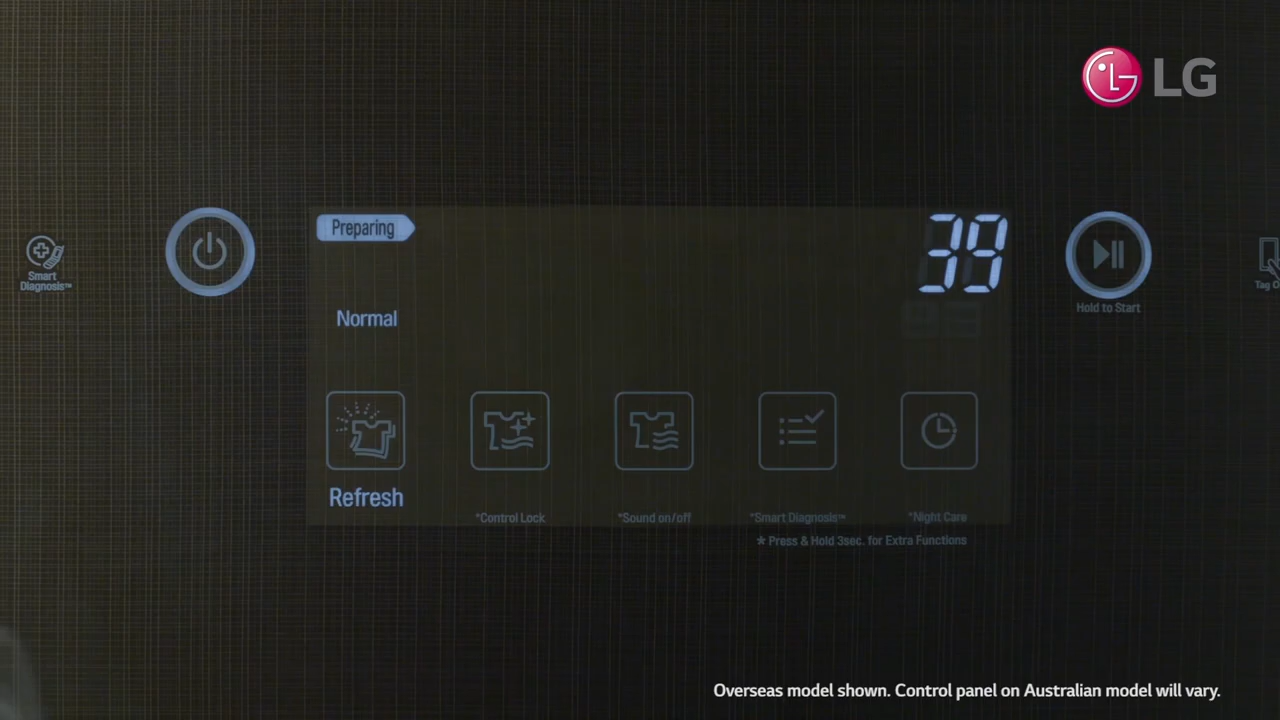 LG
Preparing
39
Smart
Diagnosis™
Hold to Start
Tag O
Normal
Refresh
*Control Lock
*Sound on/off
*Smart Diagnosis™
*Night Care
* Press & Hold 3sec. for Extra Functions
Overseas model shown. Control panel on Australian model will vary.